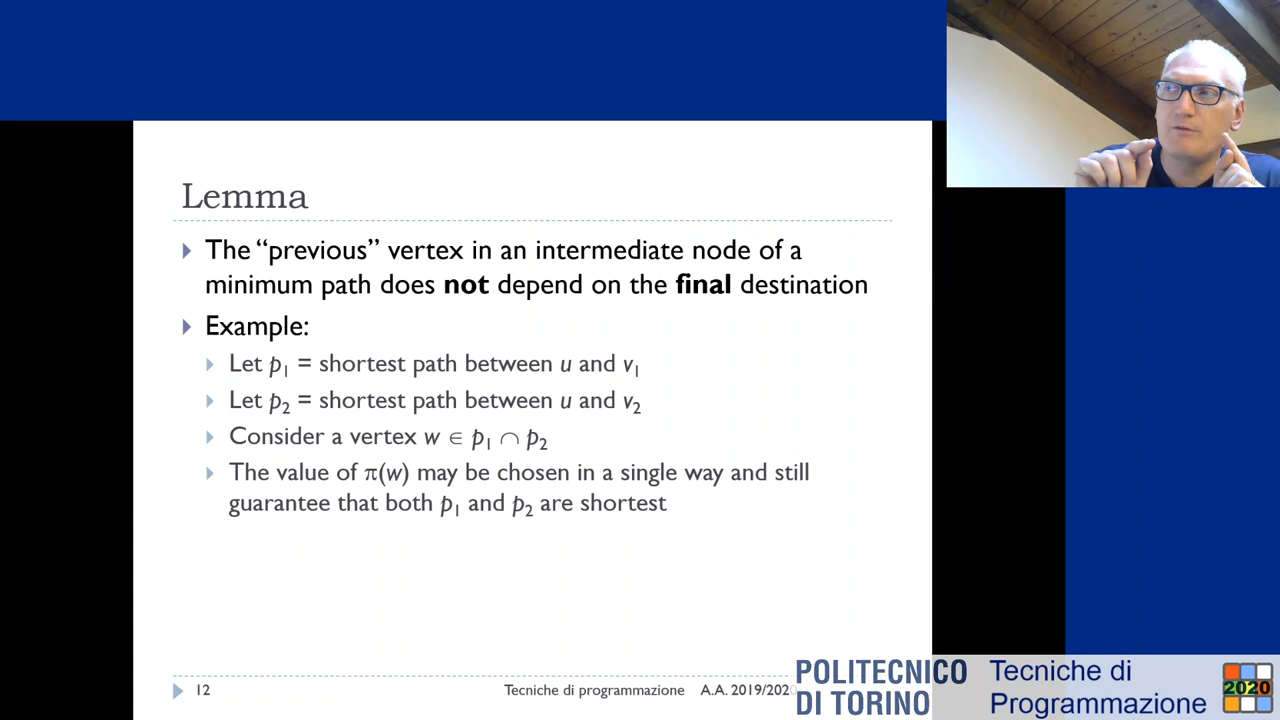 Lemma
The “previous” vertex in an intermediate node of a
minimum path does not depend on the final destination
Example:
Let p1 = shortest path between u and v1
Let p2 = shortest path between u and v2
Consider a vertex w ∈ p1 ∩ p2
The value of π(w) may be chosen in a single way and still
guarantee that both p1 and p2 are shortest
12
Tecniche di programmazione A.A. 2019/2020
POLITECNICO
DI TORINO
Tecniche di
Programmazione
2020